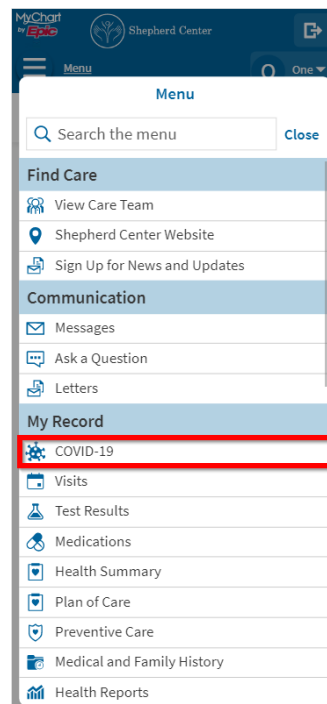 MyChart
by Epic
Shepherd Center
Menu
O One
Menu
Search the menu
Close
Find Care
View Care Team
Shepherd Center Website
Sign Up for News and Updates
Communication
Messages
Ask a Question
Letters
My Record
COVID-19
Visits
Test Results
Medications
Health Summary
Plan of Care
Preventive Care
Medical and Family History
Health Reports